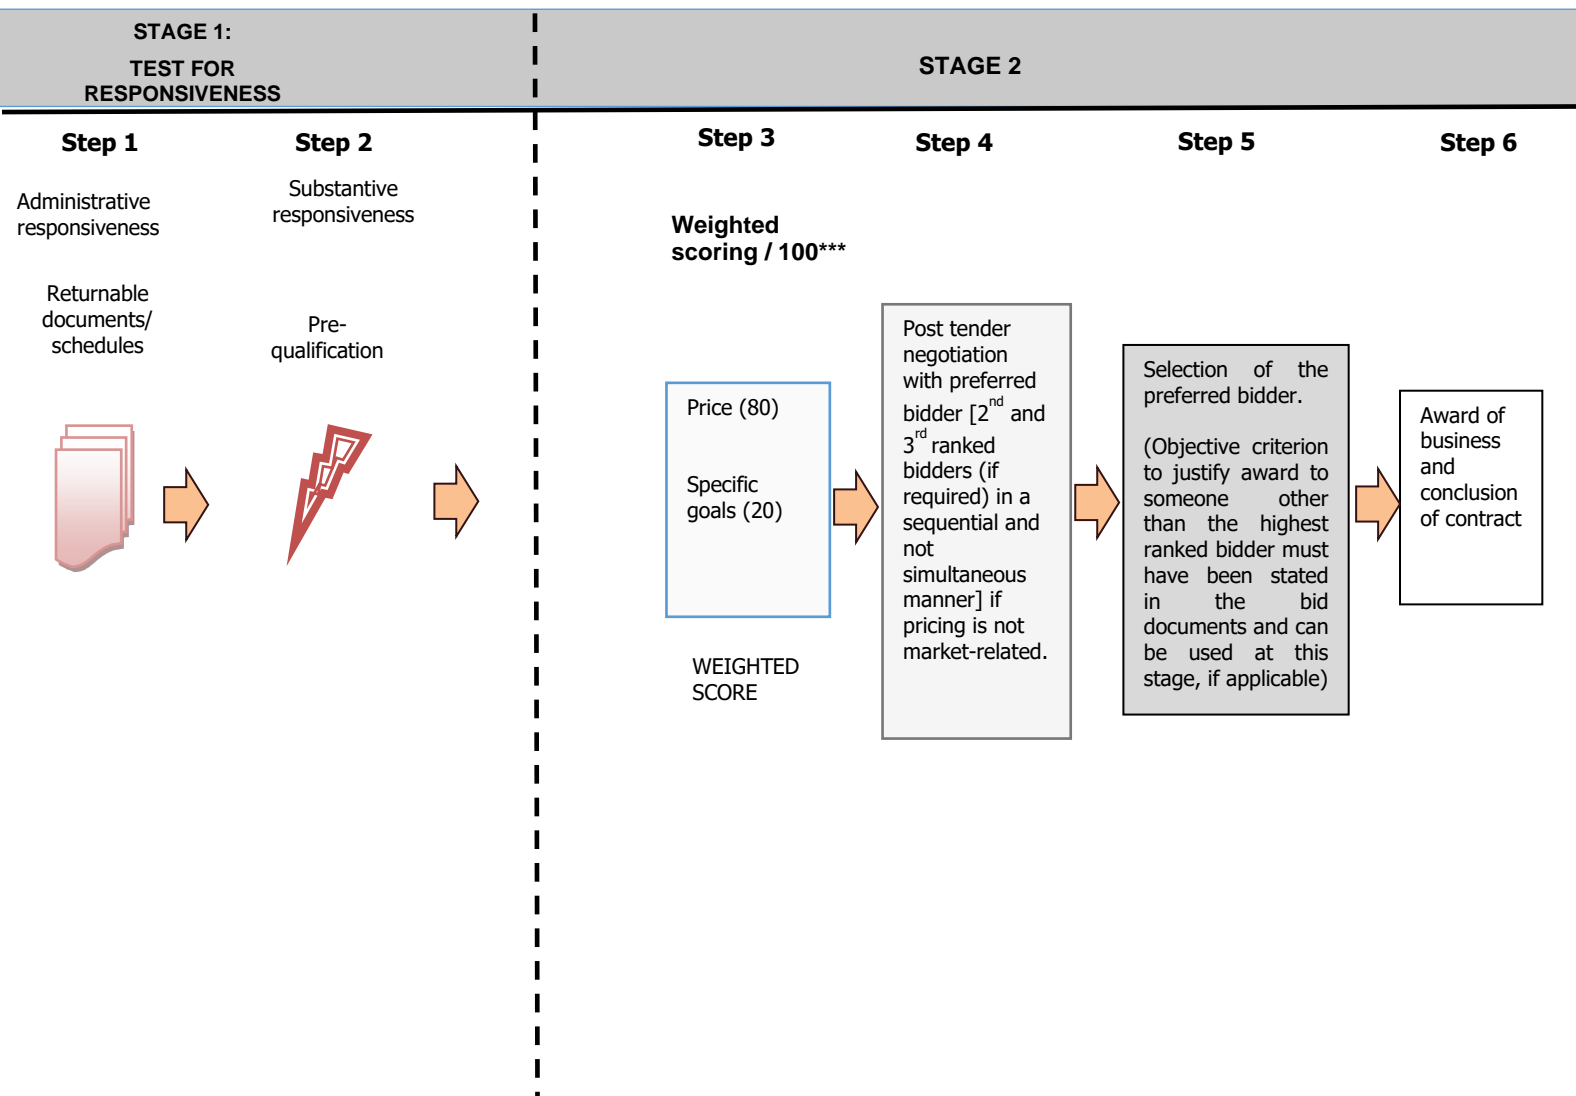 STAGE 1:
TEST FOR
RESPONSIVENESS
STAGE 2
Step 1
Step 2
Step 3
Step 4
Step 5
Step 6
Administrative
responsiveness
Substantive
responsiveness
Returnable
documents/
schedules
Pre-
qualification
Weighted
scoring / 100***
Price (80)
Specific
goals (20)
WEIGHTED
SCORE
Post tender
negotiation
with preferred
bidder [2nd and
3rd ranked
bidders (if
required) in a
sequential and
not
simultaneous
manner] if
pricing is not
market-related.
Selection of the
preferred bidder.
(Objective criterion
to justify award to
someone other
than the highest
ranked bidder must
have been stated
in the bid
documents and can
be used at this
stage, if applicable)
Award of
business
and
conclusion
of contract